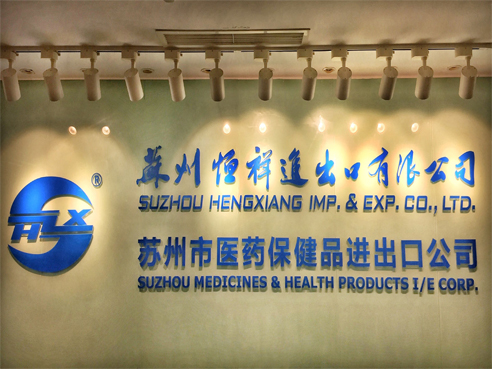 HX
®
蘇州恒祥進出口有限公司
SUZHOU HENGXIANG IMP. & EXP. CO., LTD.
苏州市医药保健品进出口公司
SUZHOU MEDICINES & HEALTH PRODUCTS I/E CORP.